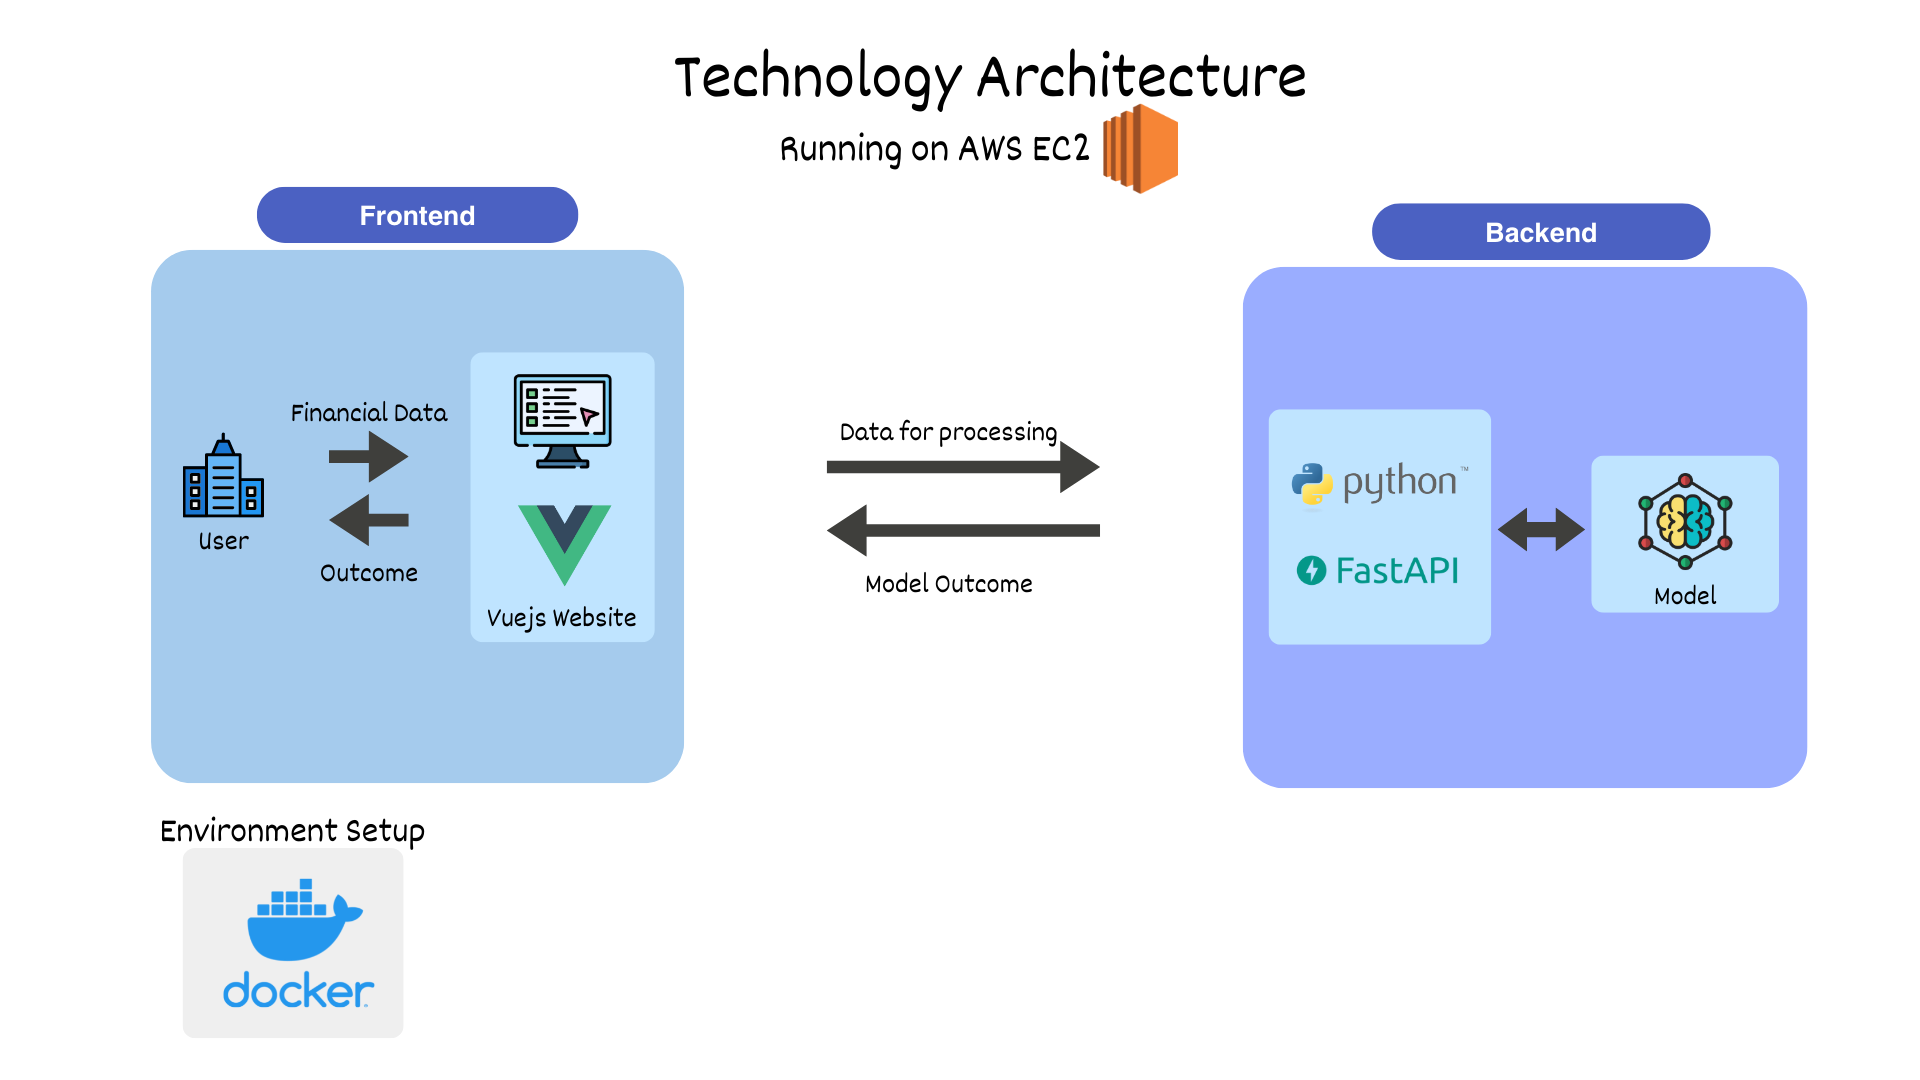 Technology Architecture
Running on AWS EC2
Frontend
Backend
Financial Data
User
Outcome
Vuejs Website
Data for processing
Model Outcome
python™
FastAPI
Model
Environment Setup
docker